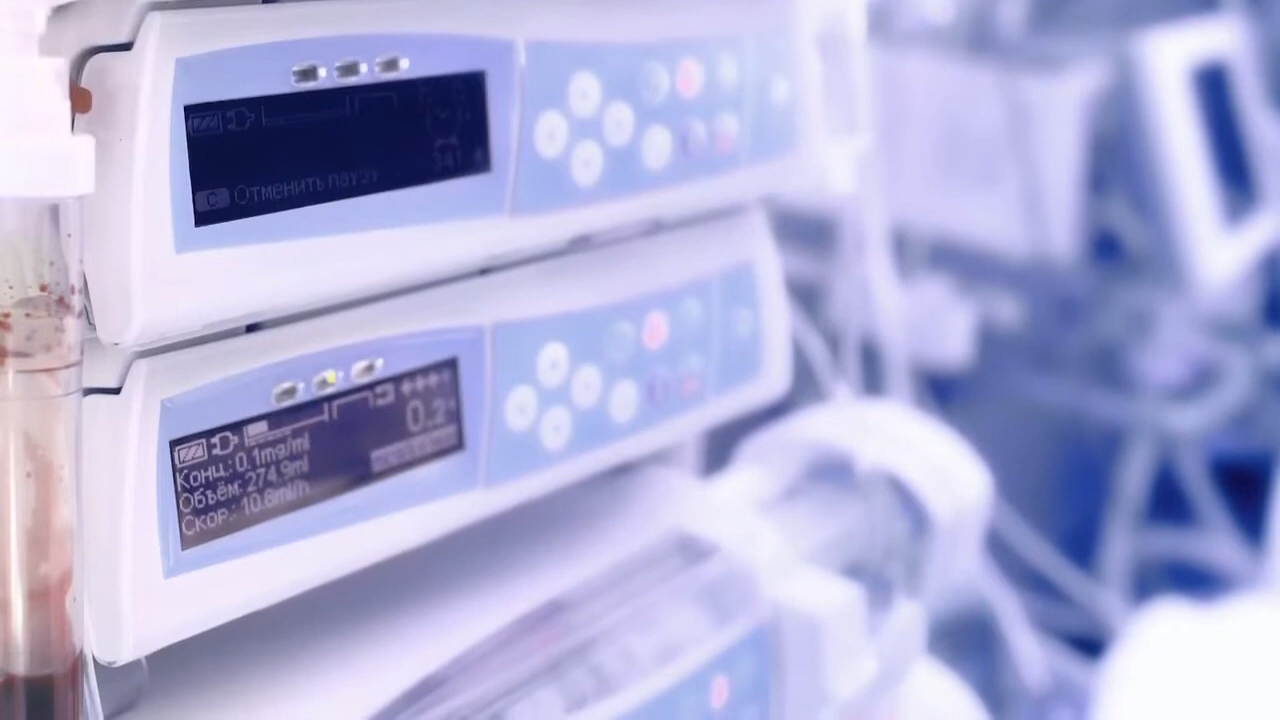 C Отменить паузу
0.2
Конц.: 0.1mg/ml
Объём: 274.9ml
Скор.: 10.8ml/h